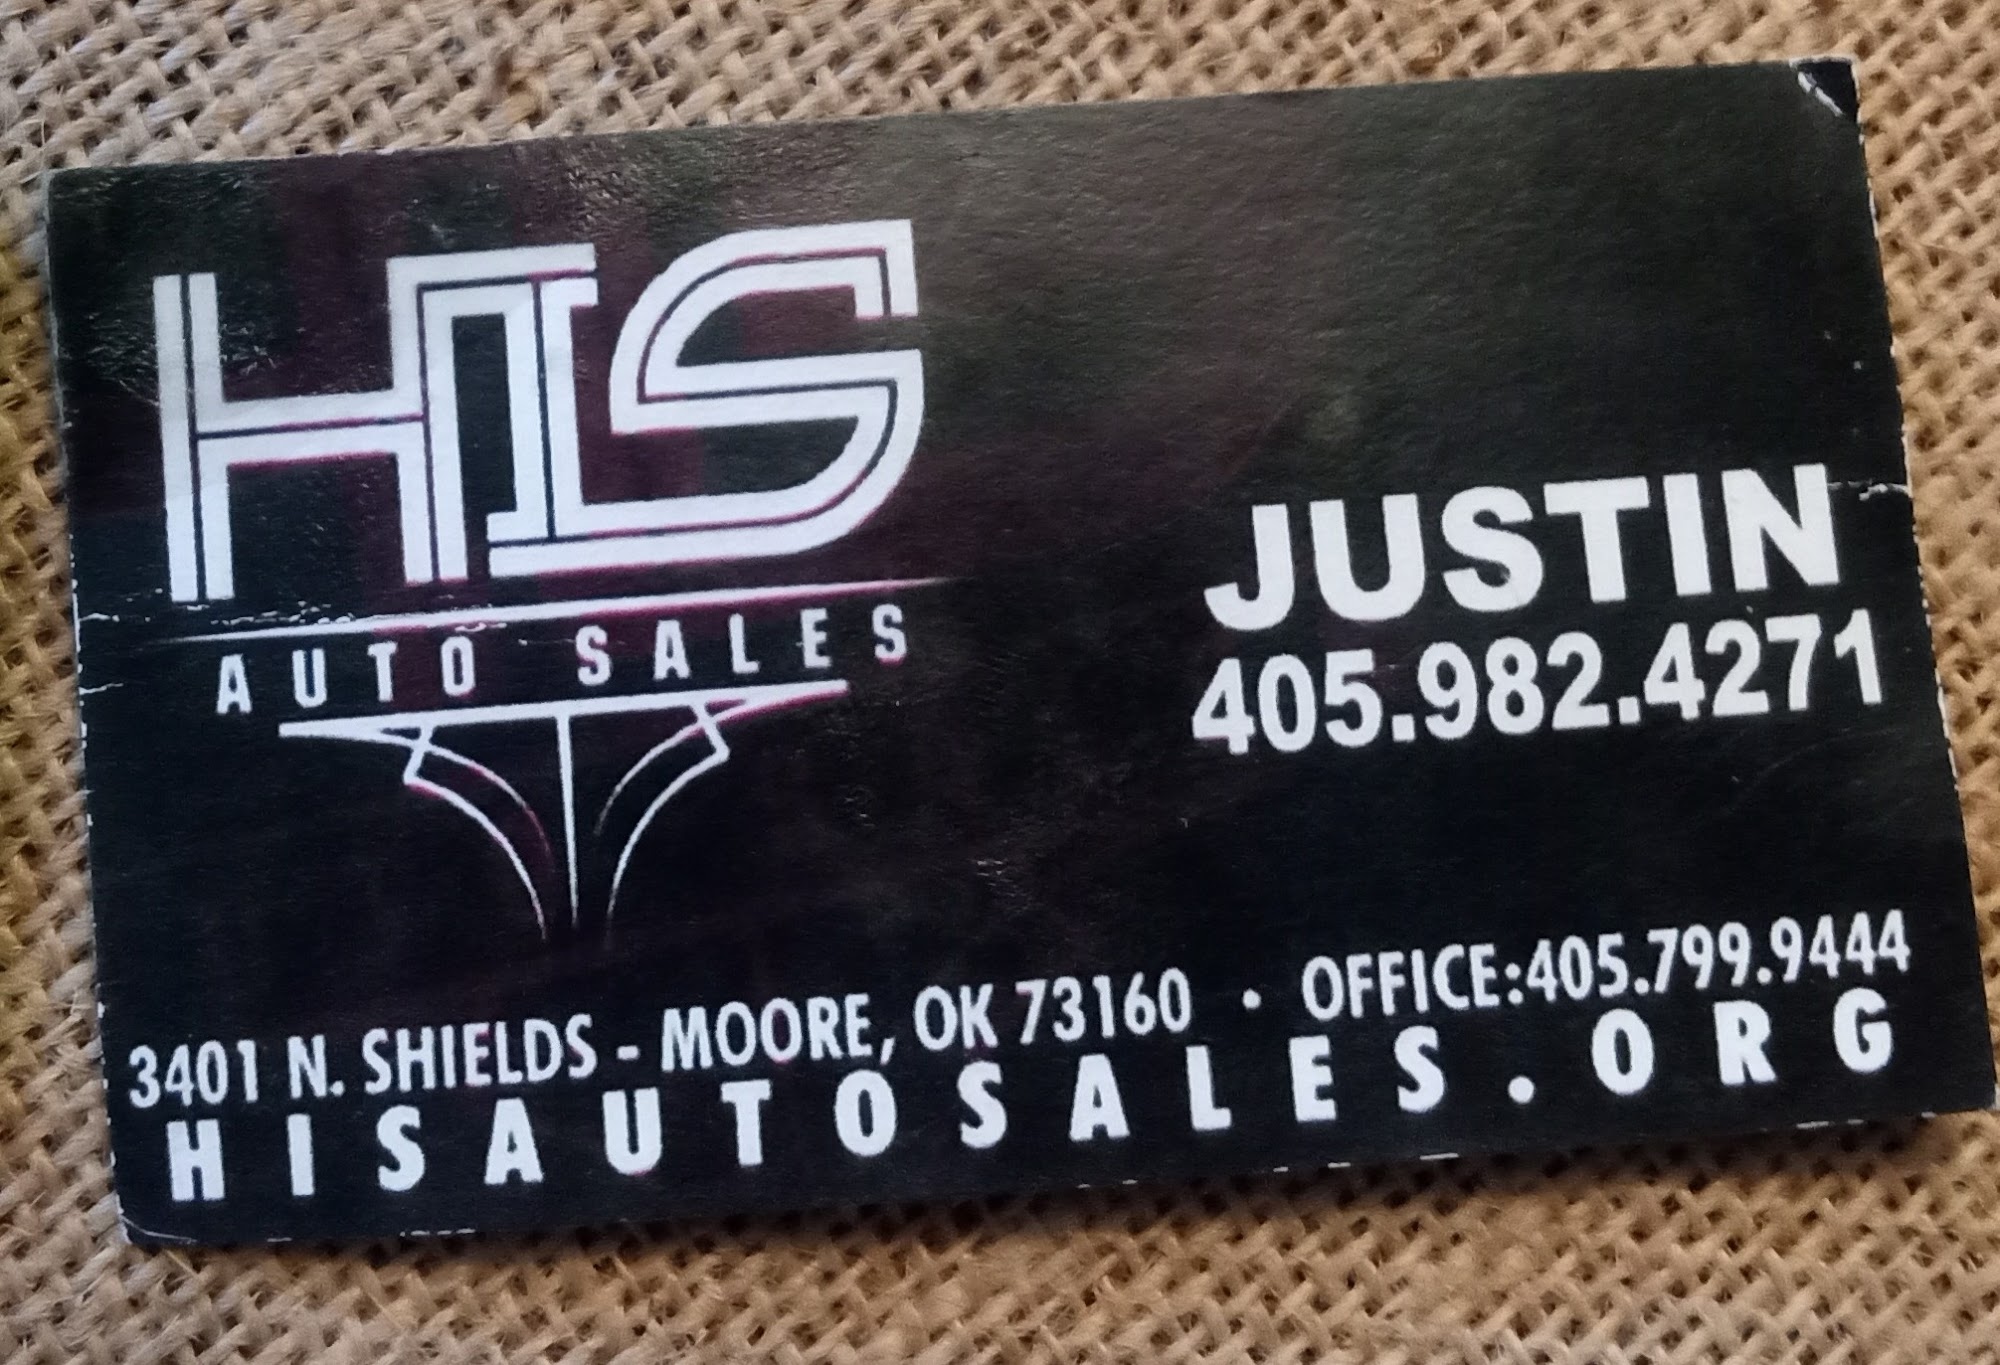 HIS
AUTO SALES
JUSTIN
405.982.4271
3401 N. SHIELDS - MOORE, OK 73160 • OFFICE:405.799.9444
HISAUTOSALES.ORG